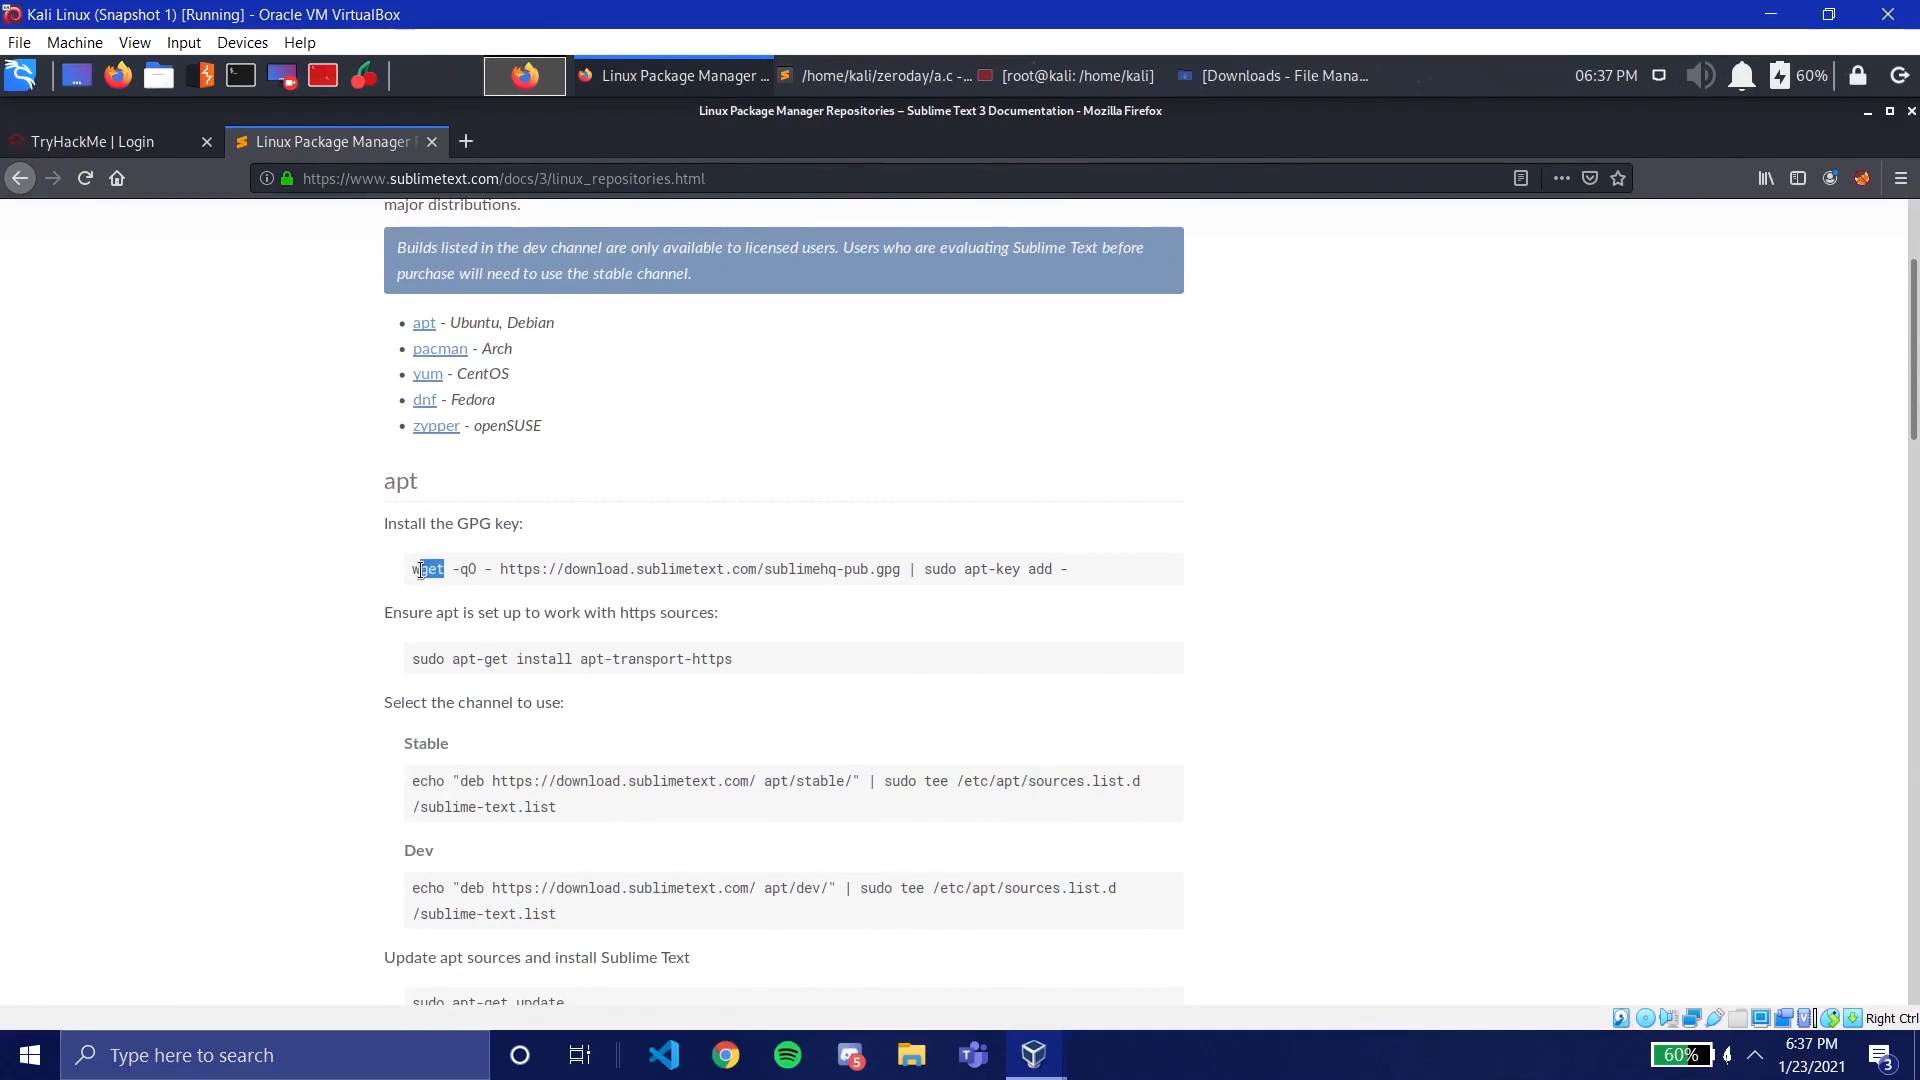 Kali Linux (Snapshot 1) [Running] - Oracle VM VirtualBox
File Machine View Input Devices Help
Linux Package Manager ... /home/kali/zeroday/a.c -... [root@kali: /home/kali] [Downloads - File Mana... 06:37 PM 60%
Linux Package Manager Repositories – Sublime Text 3 Documentation - Mozilla Firefox
TryHackMe | Login Linux Package Manager
https://www.sublimetext.com/docs/3/linux_repositories.html
major distributions.
Builds listed in the dev channel are only available to licensed users. Users who are evaluating Sublime Text before
purchase will need to use the stable channel.
• apt - Ubuntu, Debian
• pacman - Arch
• yum - CentOS
• dnf - Fedora
• zypper - openSUSE
apt
Install the GPG key:
wget -qO - https://download.sublimetext.com/sublimehq-pub.gpg | sudo apt-key add -
Ensure apt is set up to work with https sources:
sudo apt-get install apt-transport-https
Select the channel to use:
Stable
echo "deb https://download.sublimetext.com/ apt/stable/" | sudo tee /etc/apt/sources.list.d
/sublime-text.list
Dev
echo "deb https://download.sublimetext.com/ apt/dev/" | sudo tee /etc/apt/sources.list.d
/sublime-text.list
Update apt sources and install Sublime Text
sudo apt-get update
Right Ctrl
Type here to search
5
60%
6:37 PM
1/23/2021
3